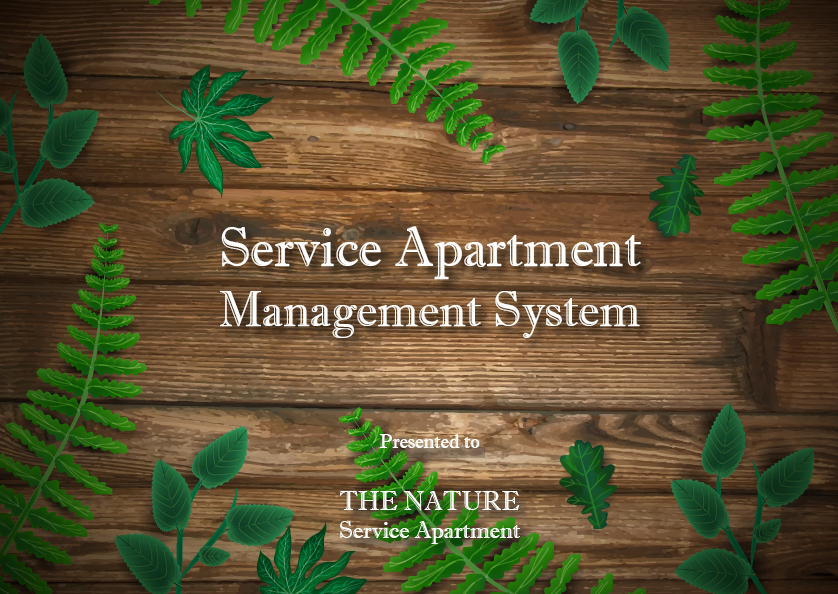 Service Apartment
Management System
Presented to
THE NATURE
Service Apartment